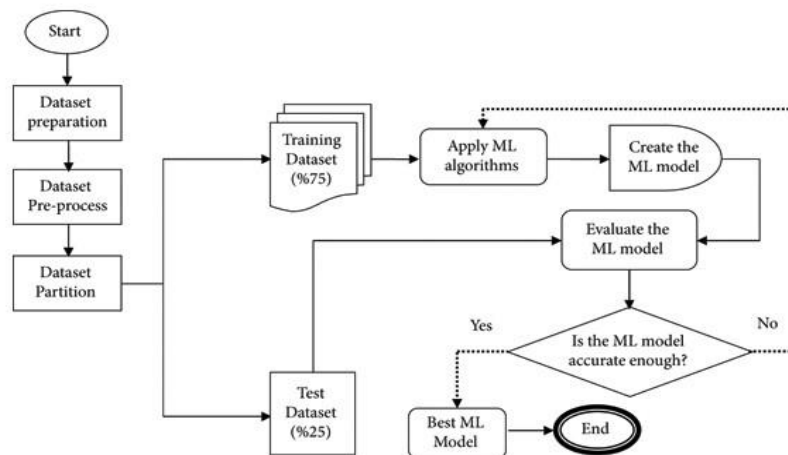 Start
Dataset
preparation
Dataset
Pre-process
Dataset
Partition
Training
Dataset
(%75)
Apply ML
algorithms
Create the
ML model
Evaluate the
ML model
Is the ML model
accurate enough?
Yes
No
Test
Dataset
(%25)
Best ML
Model
End